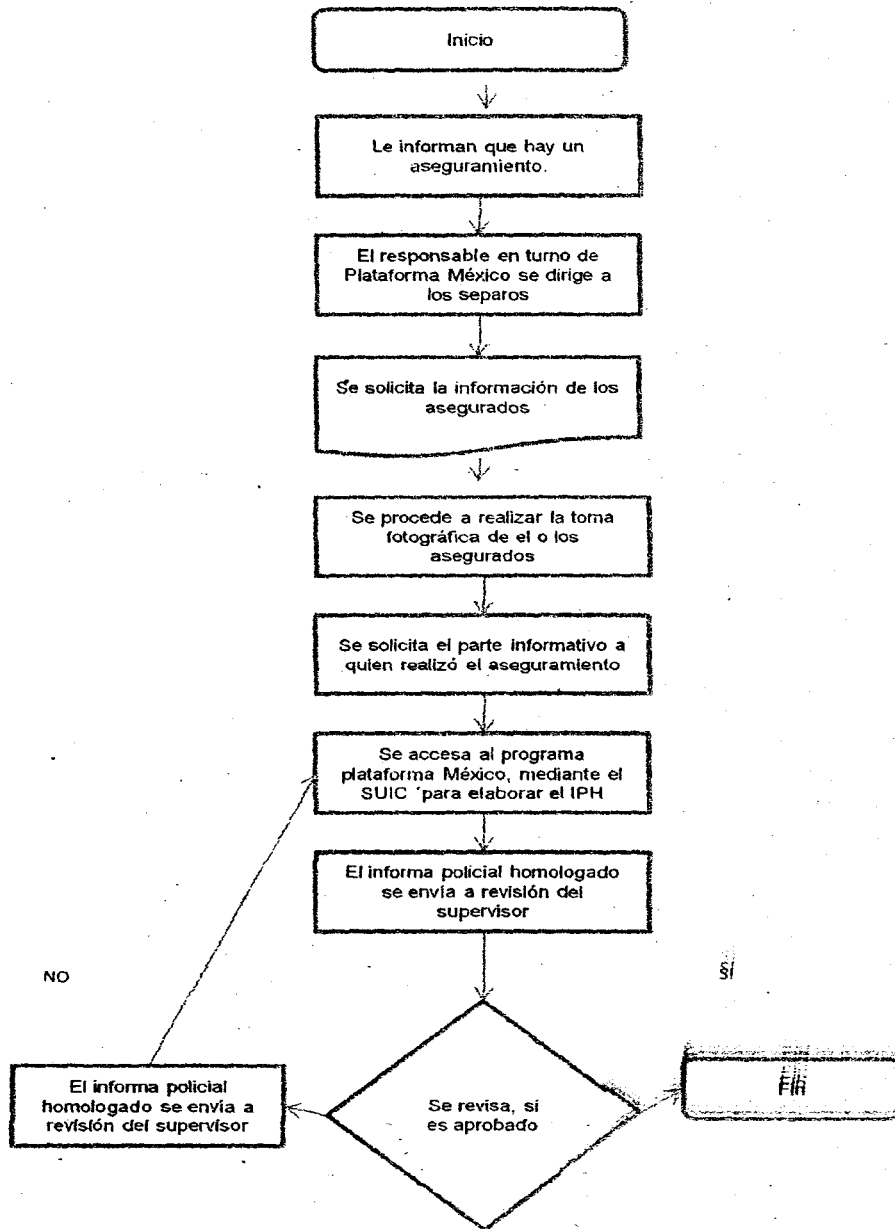 Inicio
Le informan que hay un
aseguramiento.
El responsable en turno de
Plataforma México se dirige a
los separos
Se solicita la información de los
asegurados
Se procede a realizar la toma
fotográfica de el o los
asegurados
Se solicita el parte informativo a
quien realizó el aseguramiento
Se accesa al programa
plataforma México, mediante el
SUIC 'para elaborar el IPH
El informa policial homologado
se envía a revisión del
supervisor
NO
SÍ
El informa policial
homologado se envía a
revisión del supervisor
Se revisa, si
es aprobado
Fin